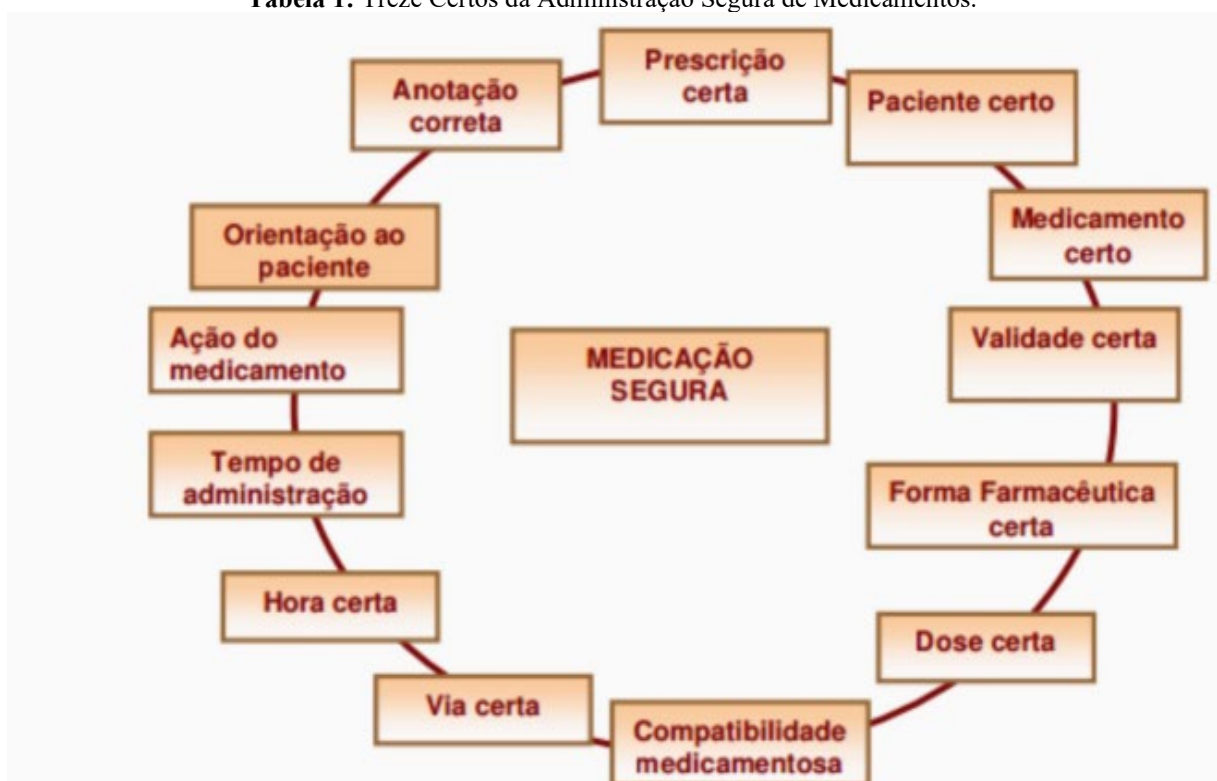 Tabela 1: Treze Certos da Administração Segura de Medicamentos.
Prescrição
certa
Paciente certo
Medicamento
certo
Validade certa
Forma Farmacêutica
certa
Dose certa
Compatibilidade
medicamentosa
Via certa
Hora certa
Tempo de
administração
Ação do
medicamento
Orientação ao
paciente
Anotação
correta
MEDICAÇÃO
SEGURA